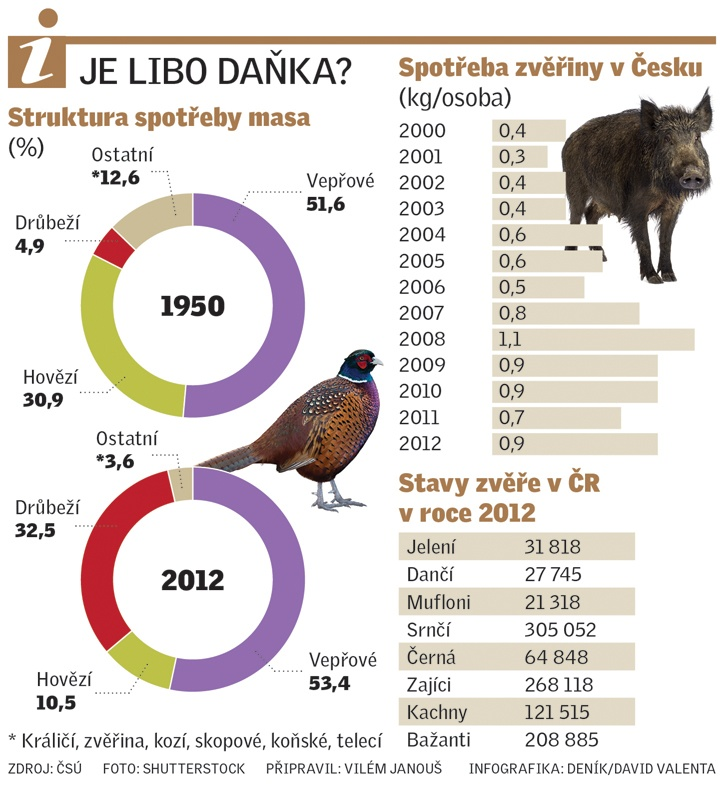 i
JE LIBO DAŇKA?
Struktura spotřeby masa
(%)
Ostatní
*12,6
Vepřové
51,6
Drůbeží
4,9
1950
Hovězí
30,9
Ostatní
*3,6
Drůbeží
32,5
2012
Hovězí
10,5
Vepřové
53,4
* Králičí, zvěřina, kozí, skopové, koňské, telecí
Spotřeba zvěřiny v Česku
(kg/osoba)
2000 0,4
2001 0,3
2002 0,4
2003 0,4
2004 0,6
2005 0,6
2006 0,5
2007 0,8
2008 1,1
2009 0,9
2010 0,9
2011 0,7
2012 0,9
Stavy zvěře v ČR
v roce 2012
Jelení 31 818
Dančí 27 745
Mufloni 21 318
Srnčí 305 052
Černá 64 848
Zajíci 268 118
Kachny 121 515
Bažanti 208 885
ZDROJ: ČSÚ FOTO: SHUTTERSTOCK PŘIPRAVIL: VILÉM JANOUŠ INFOGRAFIKA: DENÍK/DAVID VALENTA